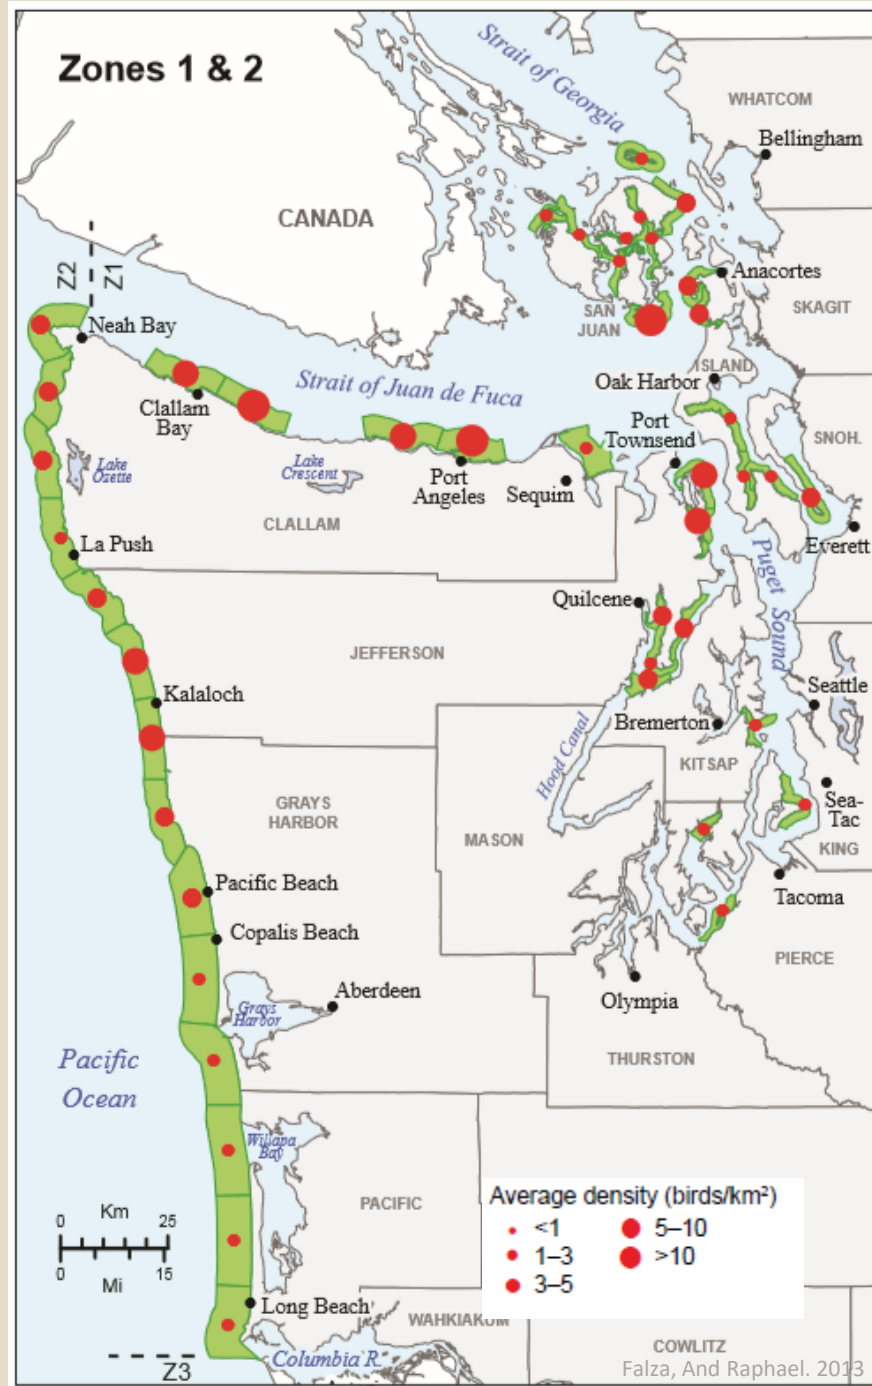 Zones 1 & 2
Strait of Georgia
WHATCOM
Bellingham
CANADA
Z2
Z1
Anacortes
SAN
JUAN
SKAGIT
Neah Bay
ISLAND
Strait of Juan de Fuca
Oak Harbor
Clallam
Bay
Port
Townsend
SNOH.
Lake
Ozette
Lake
Crescent
Port
Angeles
Sequim
CLALLAM
La Push
Everett
Puget Sound
Quilcene
JEFFERSON
Kalaloch
Seattle
Bremerton
Hood Canal
KITSAP
GRAYS
HARBOR
MASON
Sea-
Tac
KING
Pacific Beach
Tacoma
Copalis Beach
PIERCE
Aberdeen
Grays
Harbor
Olympia
Pacific
Ocean
THURSTON
Willapa
Bay
PACIFIC
Average density (birds/km²)
<1
1–3
3–5
5–10
>10
0 Km 25
0 Mi 15
Long Beach
WAHKIAKUM
COWLITZ
Columbia R.
Z3
Falza, And Raphael. 2013